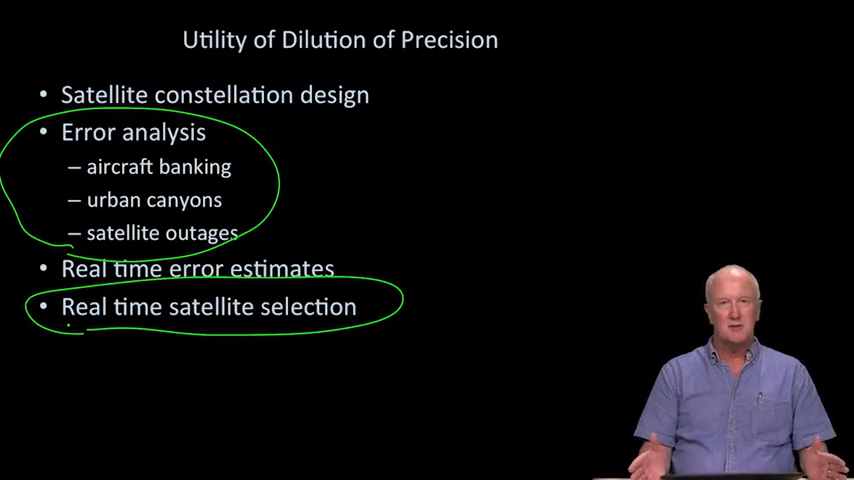 Utility of Dilution of Precision
• Satellite constellation design
• Error analysis
– aircraft banking
– urban canyons
– satellite outages
• Real time error estimates
• Real time satellite selection